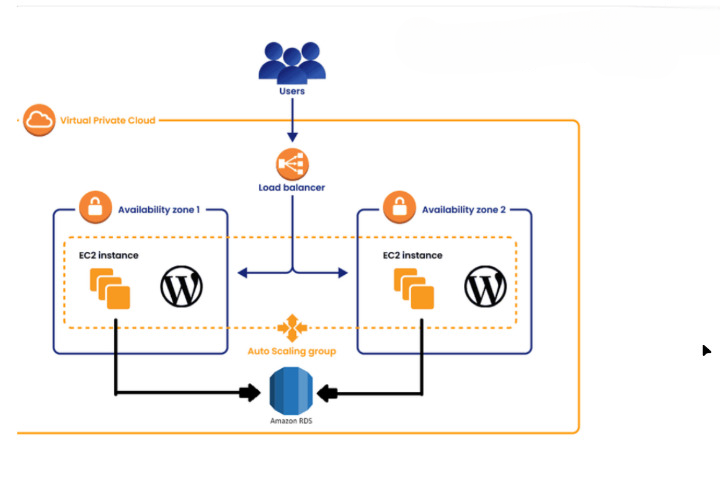 Users
Virtual Private Cloud
Load balancer
Availability zone 1
Availability zone 2
EC2 instance
EC2 instance
Auto Scaling group
Amazon RDS